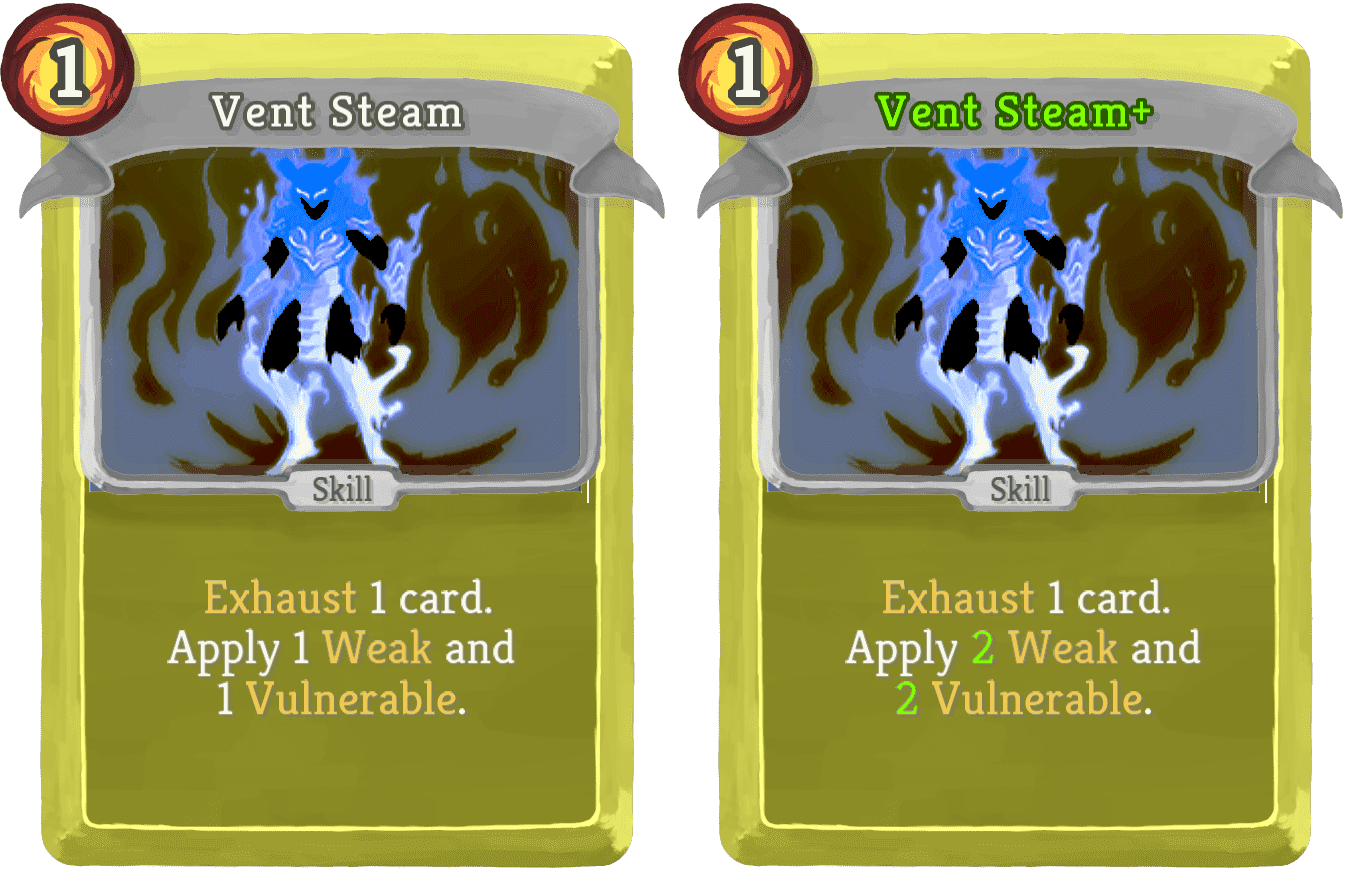 1
Vent Steam
Skill
Exhaust 1 card.
Apply 1 Weak and
1 Vulnerable.
1
Vent Steam+
Skill
Exhaust 1 card.
Apply 2 Weak and
2 Vulnerable.